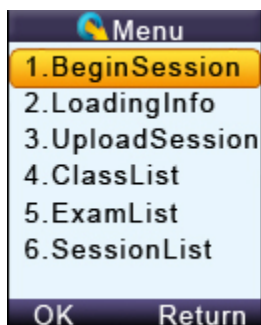 Menu
1.BeginSession
2.LoadingInfo
3.UploadSession
4.ClassList
5.ExamList
6.SessionList
OK Return